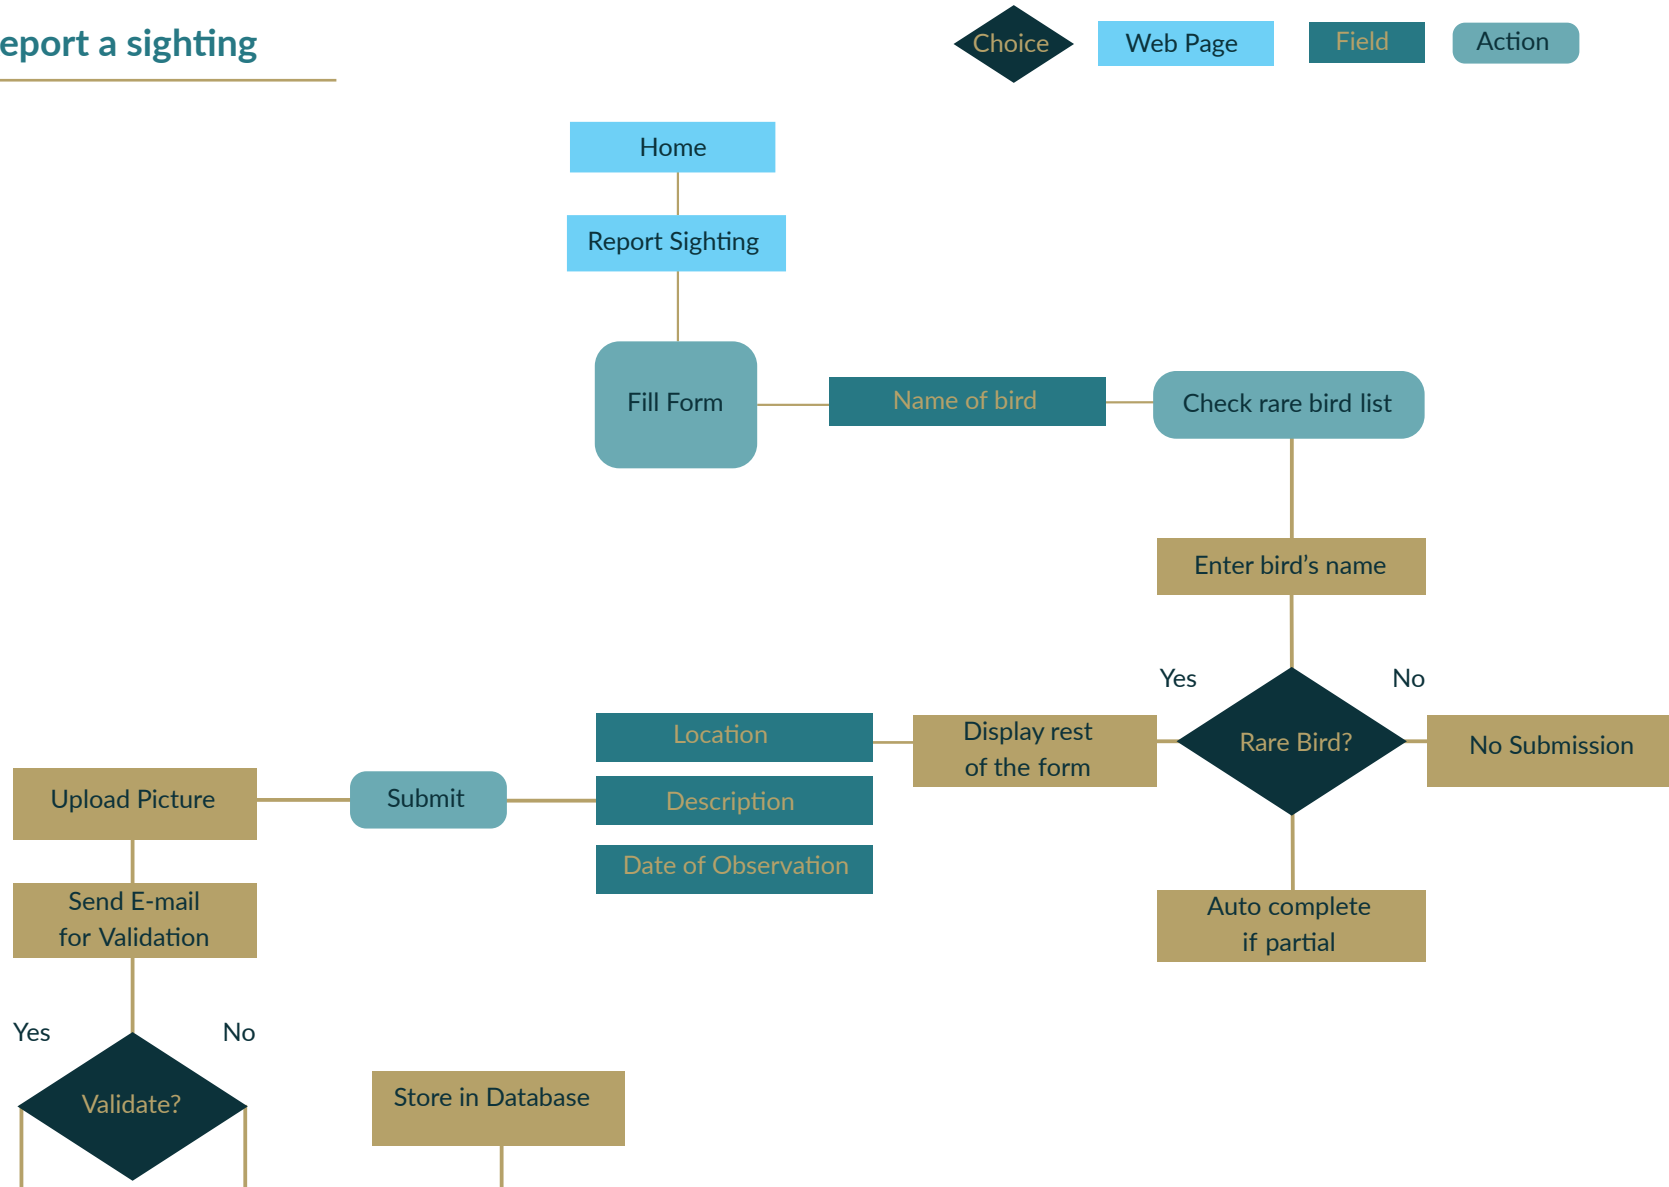 eport a sighting
Choice
Web Page
Field
Action
Home
Report Sighting
Fill Form
Name of bird
Check rare bird list
Enter bird’s name
Yes
No
Rare Bird?
No Submission
Display rest
of the form
Location
Description
Date of Observation
Submit
Upload Picture
Auto complete
if partial
Send E-mail
for Validation
Yes
No
Validate?
Store in Database